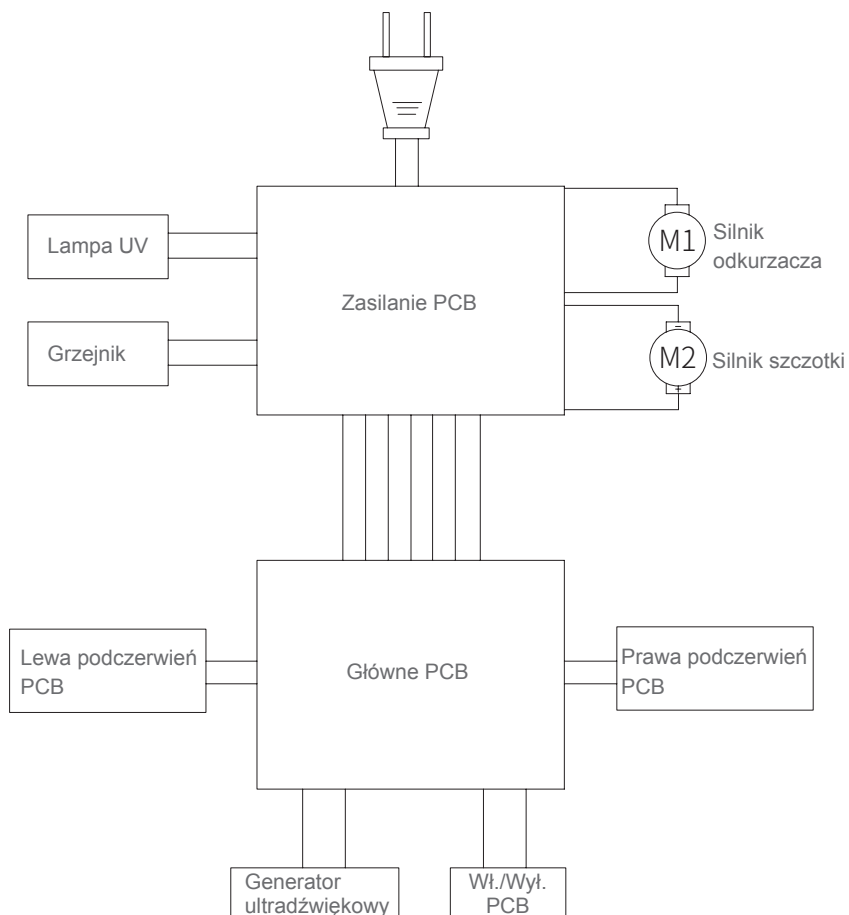 Lampa UV
M1
Silnik
odkurzacza
Zasilanie PCB
Grzejnik
M2
Silnik szczotki
Lewa podczerwień
PCB
Główne PCB
Prawa podczerwień
PCB
Generator
ultradźwiękowy
Wł./Wył.
PCB